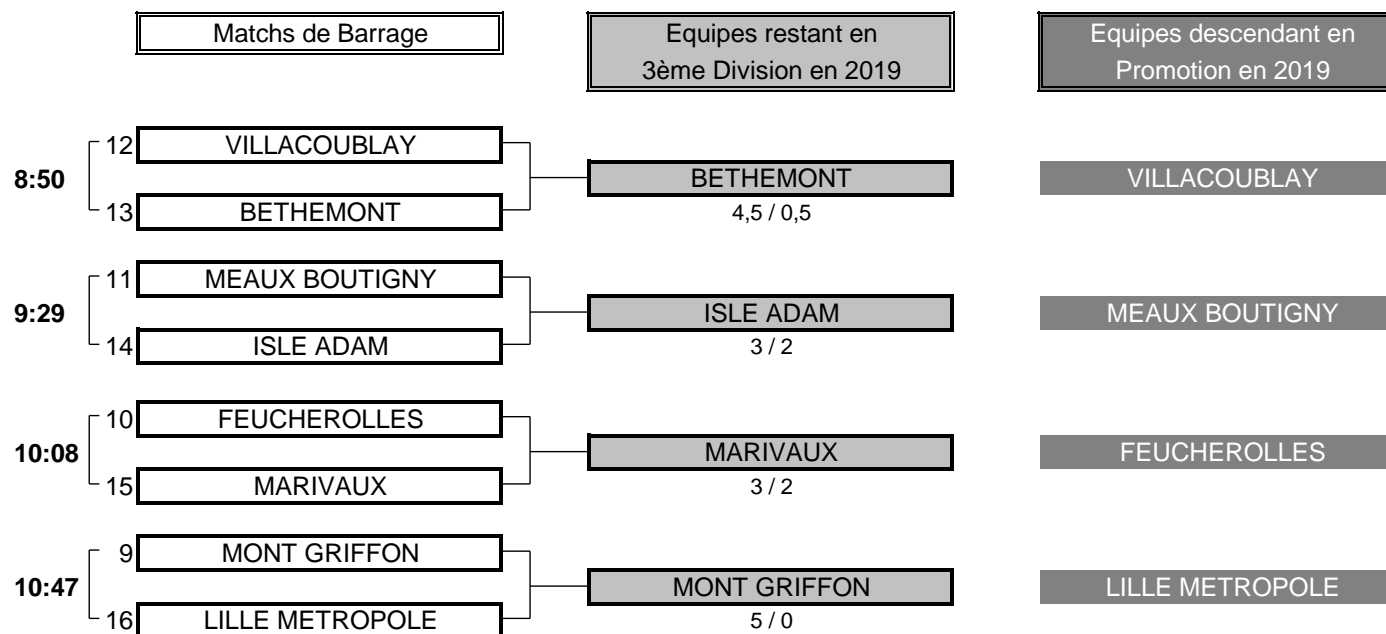 Matchs de Barrage
Equipes restant en
3ème Division en 2019
Equipes descendant en
Promotion en 2019
8:50
12 VILLACOUBLAY
13 BETHEMONT
BETHEMONT
4,5 / 0,5
VILLACOUBLAY
9:29
11 MEAUX BOUTIGNY
14 ISLE ADAM
ISLE ADAM
3 / 2
MEAUX BOUTIGNY
10:08
10 FEUCHEROLLES
15 MARIVAUX
MARIVAUX
3 / 2
FEUCHEROLLES
10:47
9 MONT GRIFFON
16 LILLE METROPOLE
MONT GRIFFON
5 / 0
LILLE METROPOLE